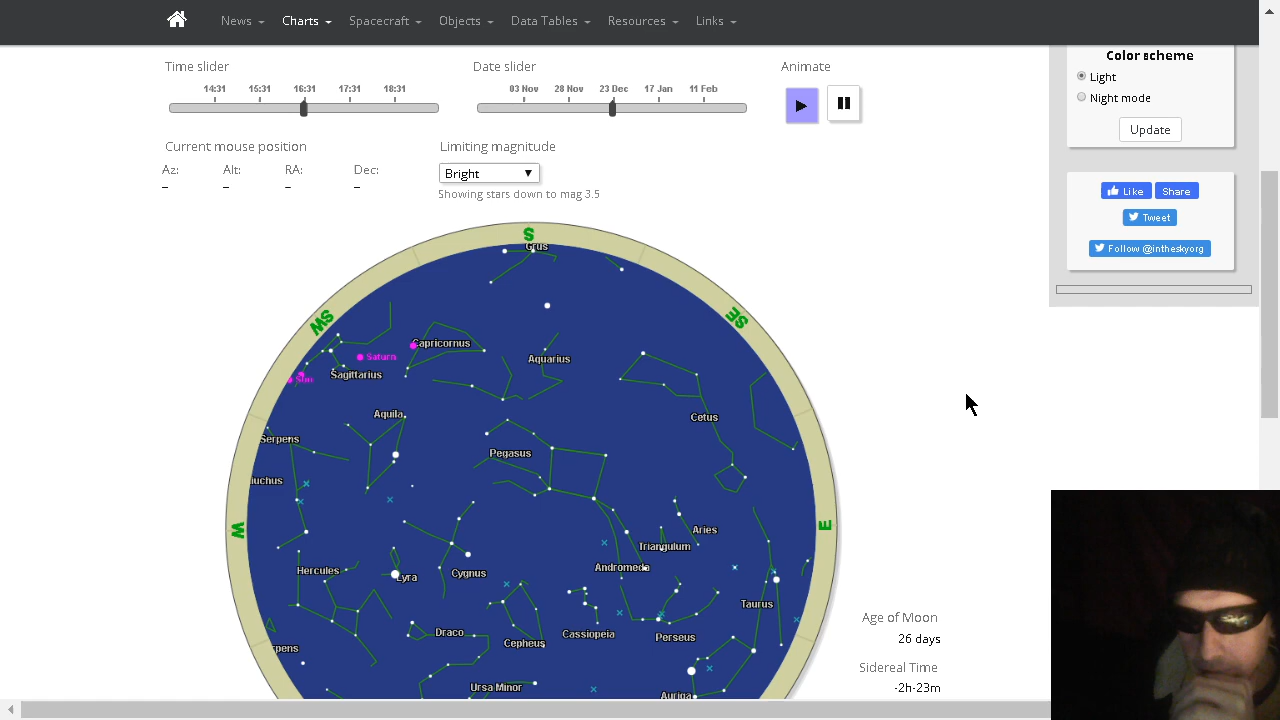 News Charts Spacecraft Objects Data Tables Resources Links
Time slider
14:31 15:31 16:31 17:31 18:31
Date slider
03 Nov 28 Nov 23 Dec 17 Jan 11 Feb
Animate
Current mouse position
Az: Alt: RA: Dec:
– – – –
Limiting magnitude
Bright
Showing stars down to mag 3.5
Color scheme
Light
Night mode
Update
Like Share
Tweet
Follow @intheskyorg
S
Grus
SW
SE
Capricornus
Saturn
Aquarius
Sagittarius
Sun
Aquila
Cetus
Serpens
Pegasus
iuchus
W
E
Aries
Triangulum
Andromeda
Hercules
Lyra
Cygnus
Taurus
Draco
Cassiopeia
Perseus
Cepheus
rpens
Ursa Minor
Auriga
Age of Moon
26 days
Sidereal Time
-2h-23m